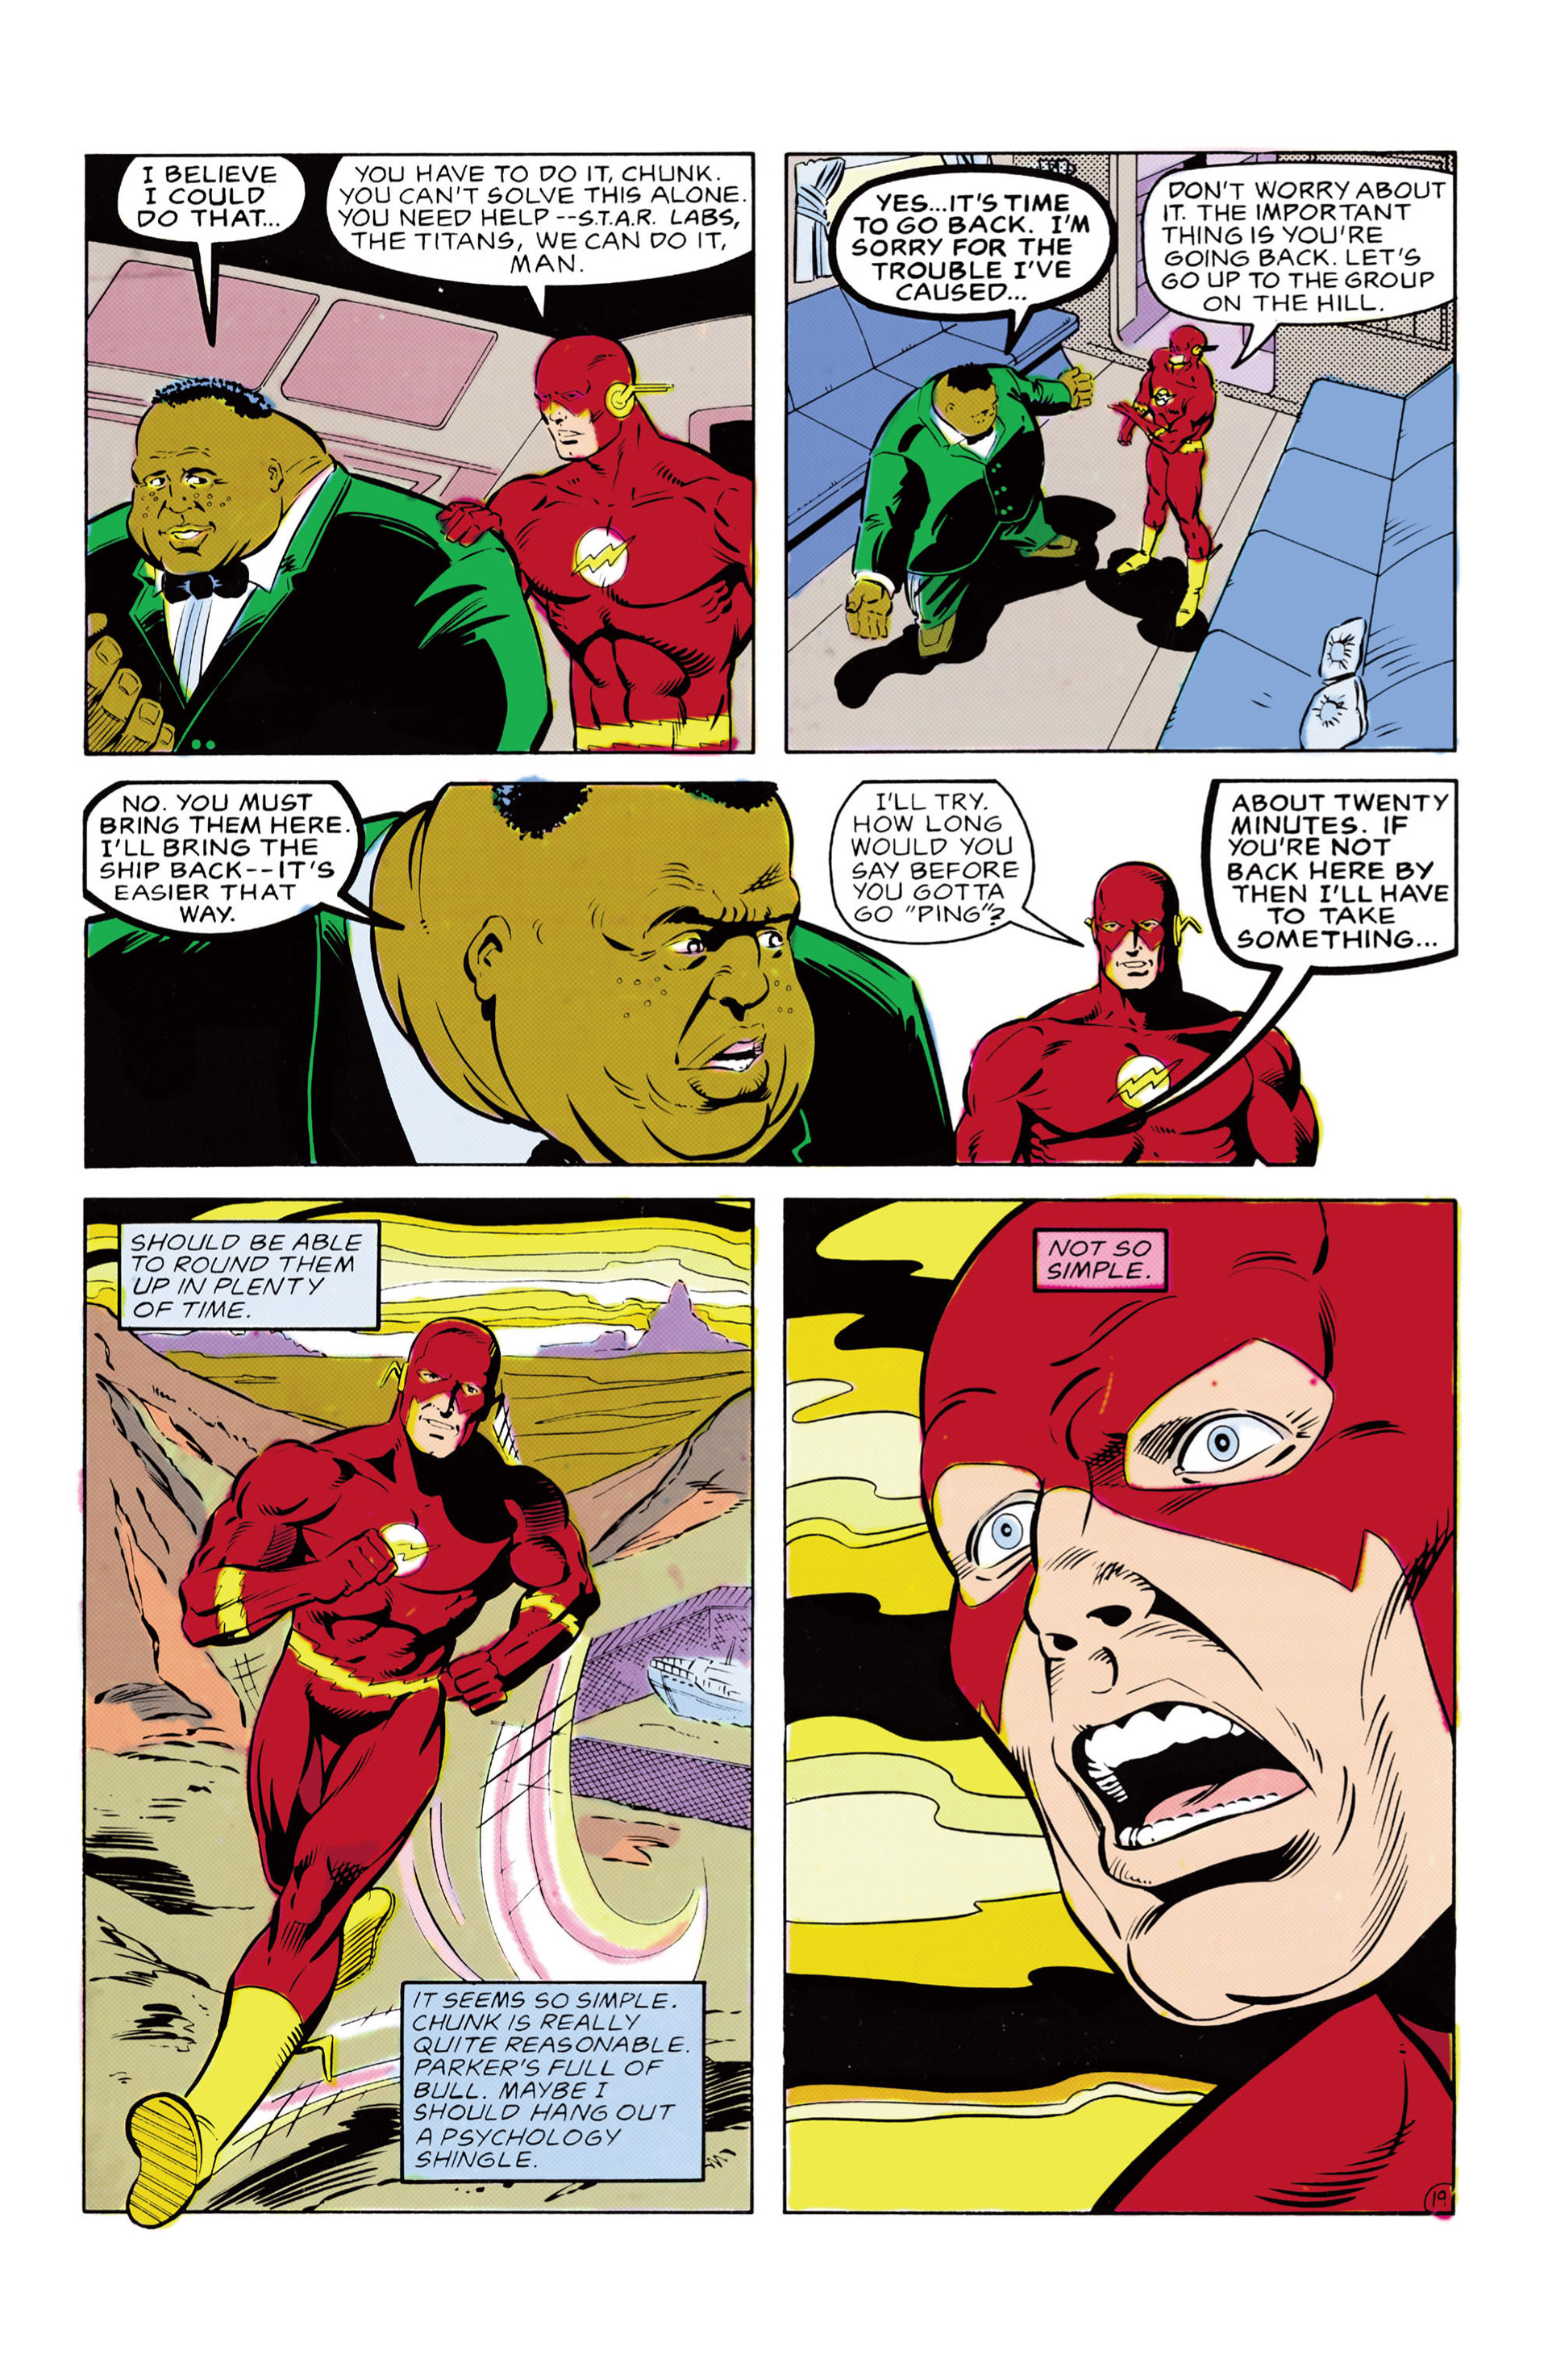 I BELIEVE
I COULD
DO THAT...
YOU HAVE TO DO IT, CHUNK.
YOU CAN'T SOLVE THIS ALONE.
YOU NEED HELP--S.T.A.R. LABS,
THE TITANS, WE CAN DO IT,
MAN.
YES...IT'S TIME
TO GO BACK. I'M
SORRY FOR THE
TROUBLE I'VE
CAUSED...
DON'T WORRY ABOUT
IT. THE IMPORTANT
THING IS YOU'RE
GOING BACK. LET'S
GO UP TO THE GROUP
ON THE HILL.
NO. YOU MUST
BRING THEM HERE.
I'LL BRING THE
SHIP BACK--IT'S
EASIER THAT
WAY.
I'LL TRY.
HOW LONG
WOULD YOU
SAY BEFORE
YOU GOTTA
GO "PING"?
ABOUT TWENTY
MINUTES. IF
YOU'RE NOT
BACK HERE BY
THEN I'LL HAVE
TO TAKE
SOMETHING...
SHOULD BE ABLE
TO ROUND THEM
UP IN PLENTY
OF TIME.
IT SEEMS SO SIMPLE.
CHUNK IS REALLY
QUITE REASONABLE.
PARKER'S FULL OF
BULL. MAYBE I
SHOULD HANG OUT
A PSYCHOLOGY
SHINGLE.
NOT SO
SIMPLE.
19